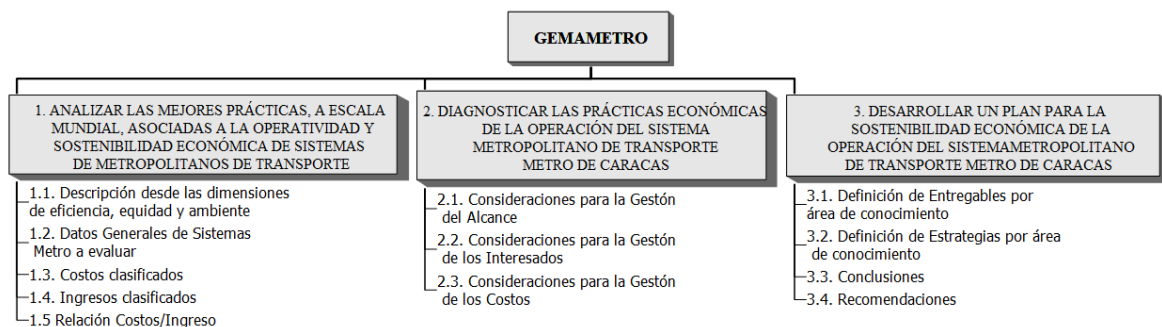 GEMAMETRO
1. ANALIZAR LAS MEJORES PRÁCTICAS, A ESCALA
MUNDIAL, ASOCIADAS A LA OPERATIVIDAD Y
SOSTENIBILIDAD ECONÓMICA DE SISTEMAS
DE METROPOLITANOS DE TRANSPORTE
1.1. Descripción desde las dimensiones
de eficiencia, equidad y ambiente
1.2. Datos Generales de Sistemas
Metro a evaluar
1.3. Costos clasificados
1.4. Ingresos clasificados
1.5 Relación Costos/Ingreso
2. DIAGNOSTICAR LAS PRÁCTICAS ECONÓMICAS
DE LA OPERACIÓN DEL SISTEMA
METROPOLITANO DE TRANSPORTE
METRO DE CARACAS
2.1. Consideraciones para la Gestón
del Alcance
2.2. Consideraciones para la Gestón
de los Interesados
2.3. Consideraciones para la Gestón
de los Costos
3. DESARROLLAR UN PLAN PARA LA
SOSTENIBILIDAD ECONÓMICA DE LA
OPERACIÓN DEL SISTEMAMETROPOLITANO
DE TRANSPORTE METRO DE CARACAS
3.1. Definición de Entregables por
área de conocimiento
3.2. Definición de Estrategias por área
de conocimiento
3.3. Conclusiones
3.4. Recomendaciones